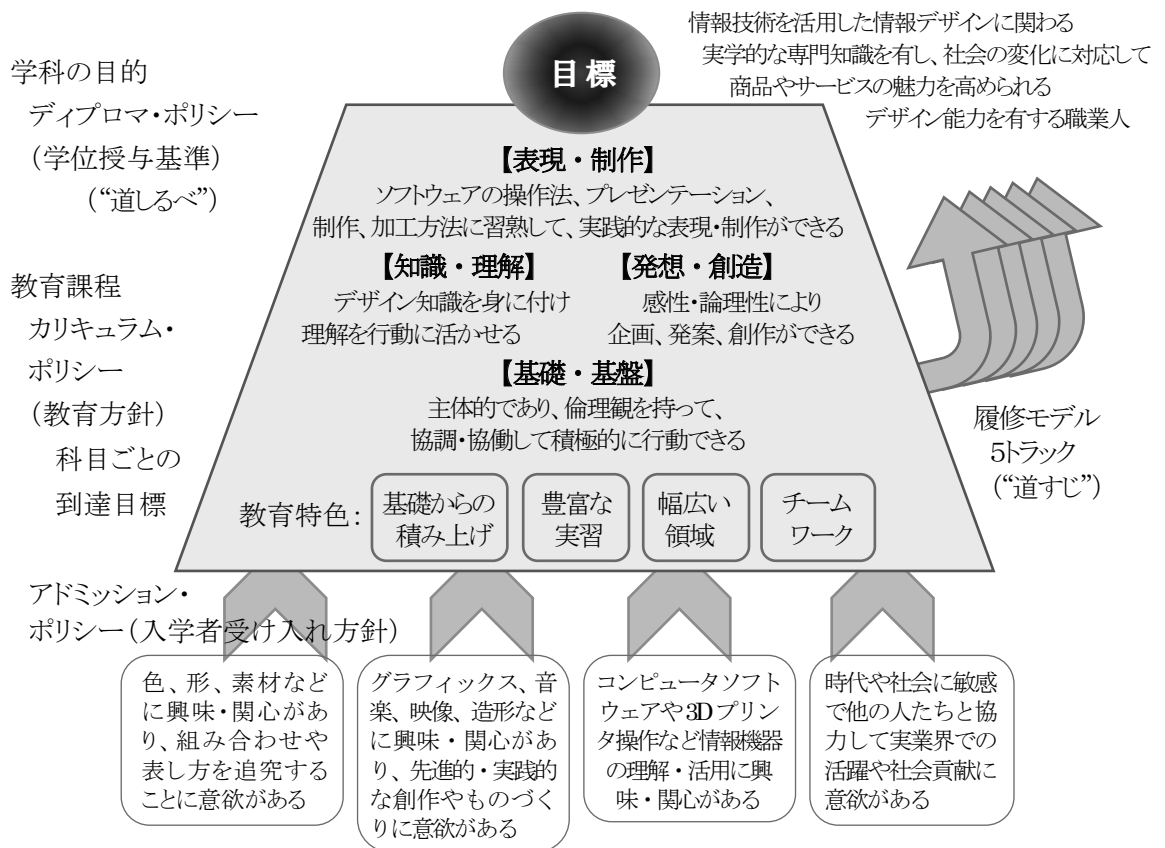 目標
情報技術を活用した情報デザインに関わる
実学的な専門知識を有し、社会の変化に対応して
商品やサービスの魅力を高められる
デザイン能力を有する職業人
学科の目的
ディプロマ・ポリシー
(学位授与基準)
(“道しるべ”)
【表現・制作】
ソフトウェアの操作法、プレゼンテーション、
制作、加工方法に習熟して、実践的な表現・制作ができる
【知識・理解】
デザイン知識を身に付け
理解を行動に活かせる
【発想・創造】
感性・論理性により
企画、発案、創作ができる
【基礎・基盤】
主体的であり、倫理観を持って、
協調・協働して積極的に行動できる
教育課程
カリキュラム・
ポリシー
(教育方針)
科目ごとの
到達目標
履修モデル
5トラック
(“道すじ”)
教育特色:
基礎からの
積み上げ
豊富な
実習
幅広い
領域
チーム
ワーク
アドミッション・
ポリシー(入学者受け入れ方針)
色、形、素材など
に興味・関心があ
り、組み合わせや
表し方を追究する
ことに意欲がある
グラフィックス、音
楽、映像、造形など
に興味・関心があ
り、先進的・実践的
な創作やものづく
りに意欲がある
コンピュータソフト
ウェアや3Dプリン
タ操作など情報機器
の理解・活用に興
味・関心がある
時代や社会に敏感
で他の人たちと協
力して実業界での
活躍や社会貢献に
意欲がある